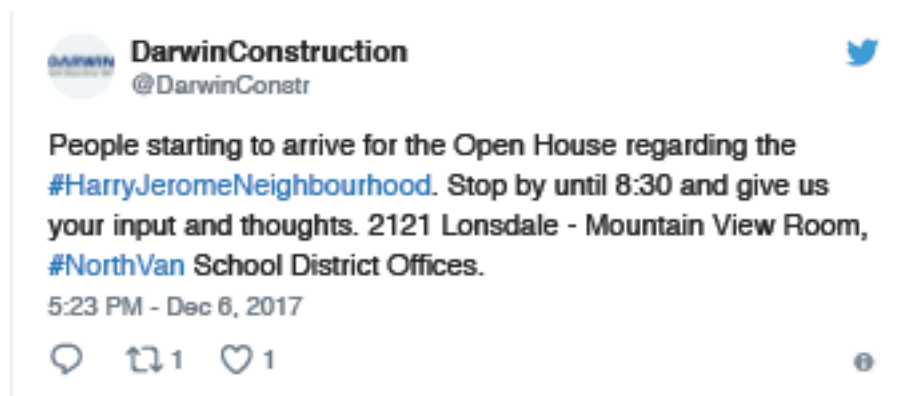 DARWIN
DarwinConstruction
@DarwinConstr
People starting to arrive for the Open House regarding the
#HarryJeromeNeighbourhood. Stop by until 8:30 and give us
your input and thoughts. 2121 Lonsdale - Mountain View Room,
#NorthVan School District Offices.
5:23 PM - Dec 6, 2017
1 1